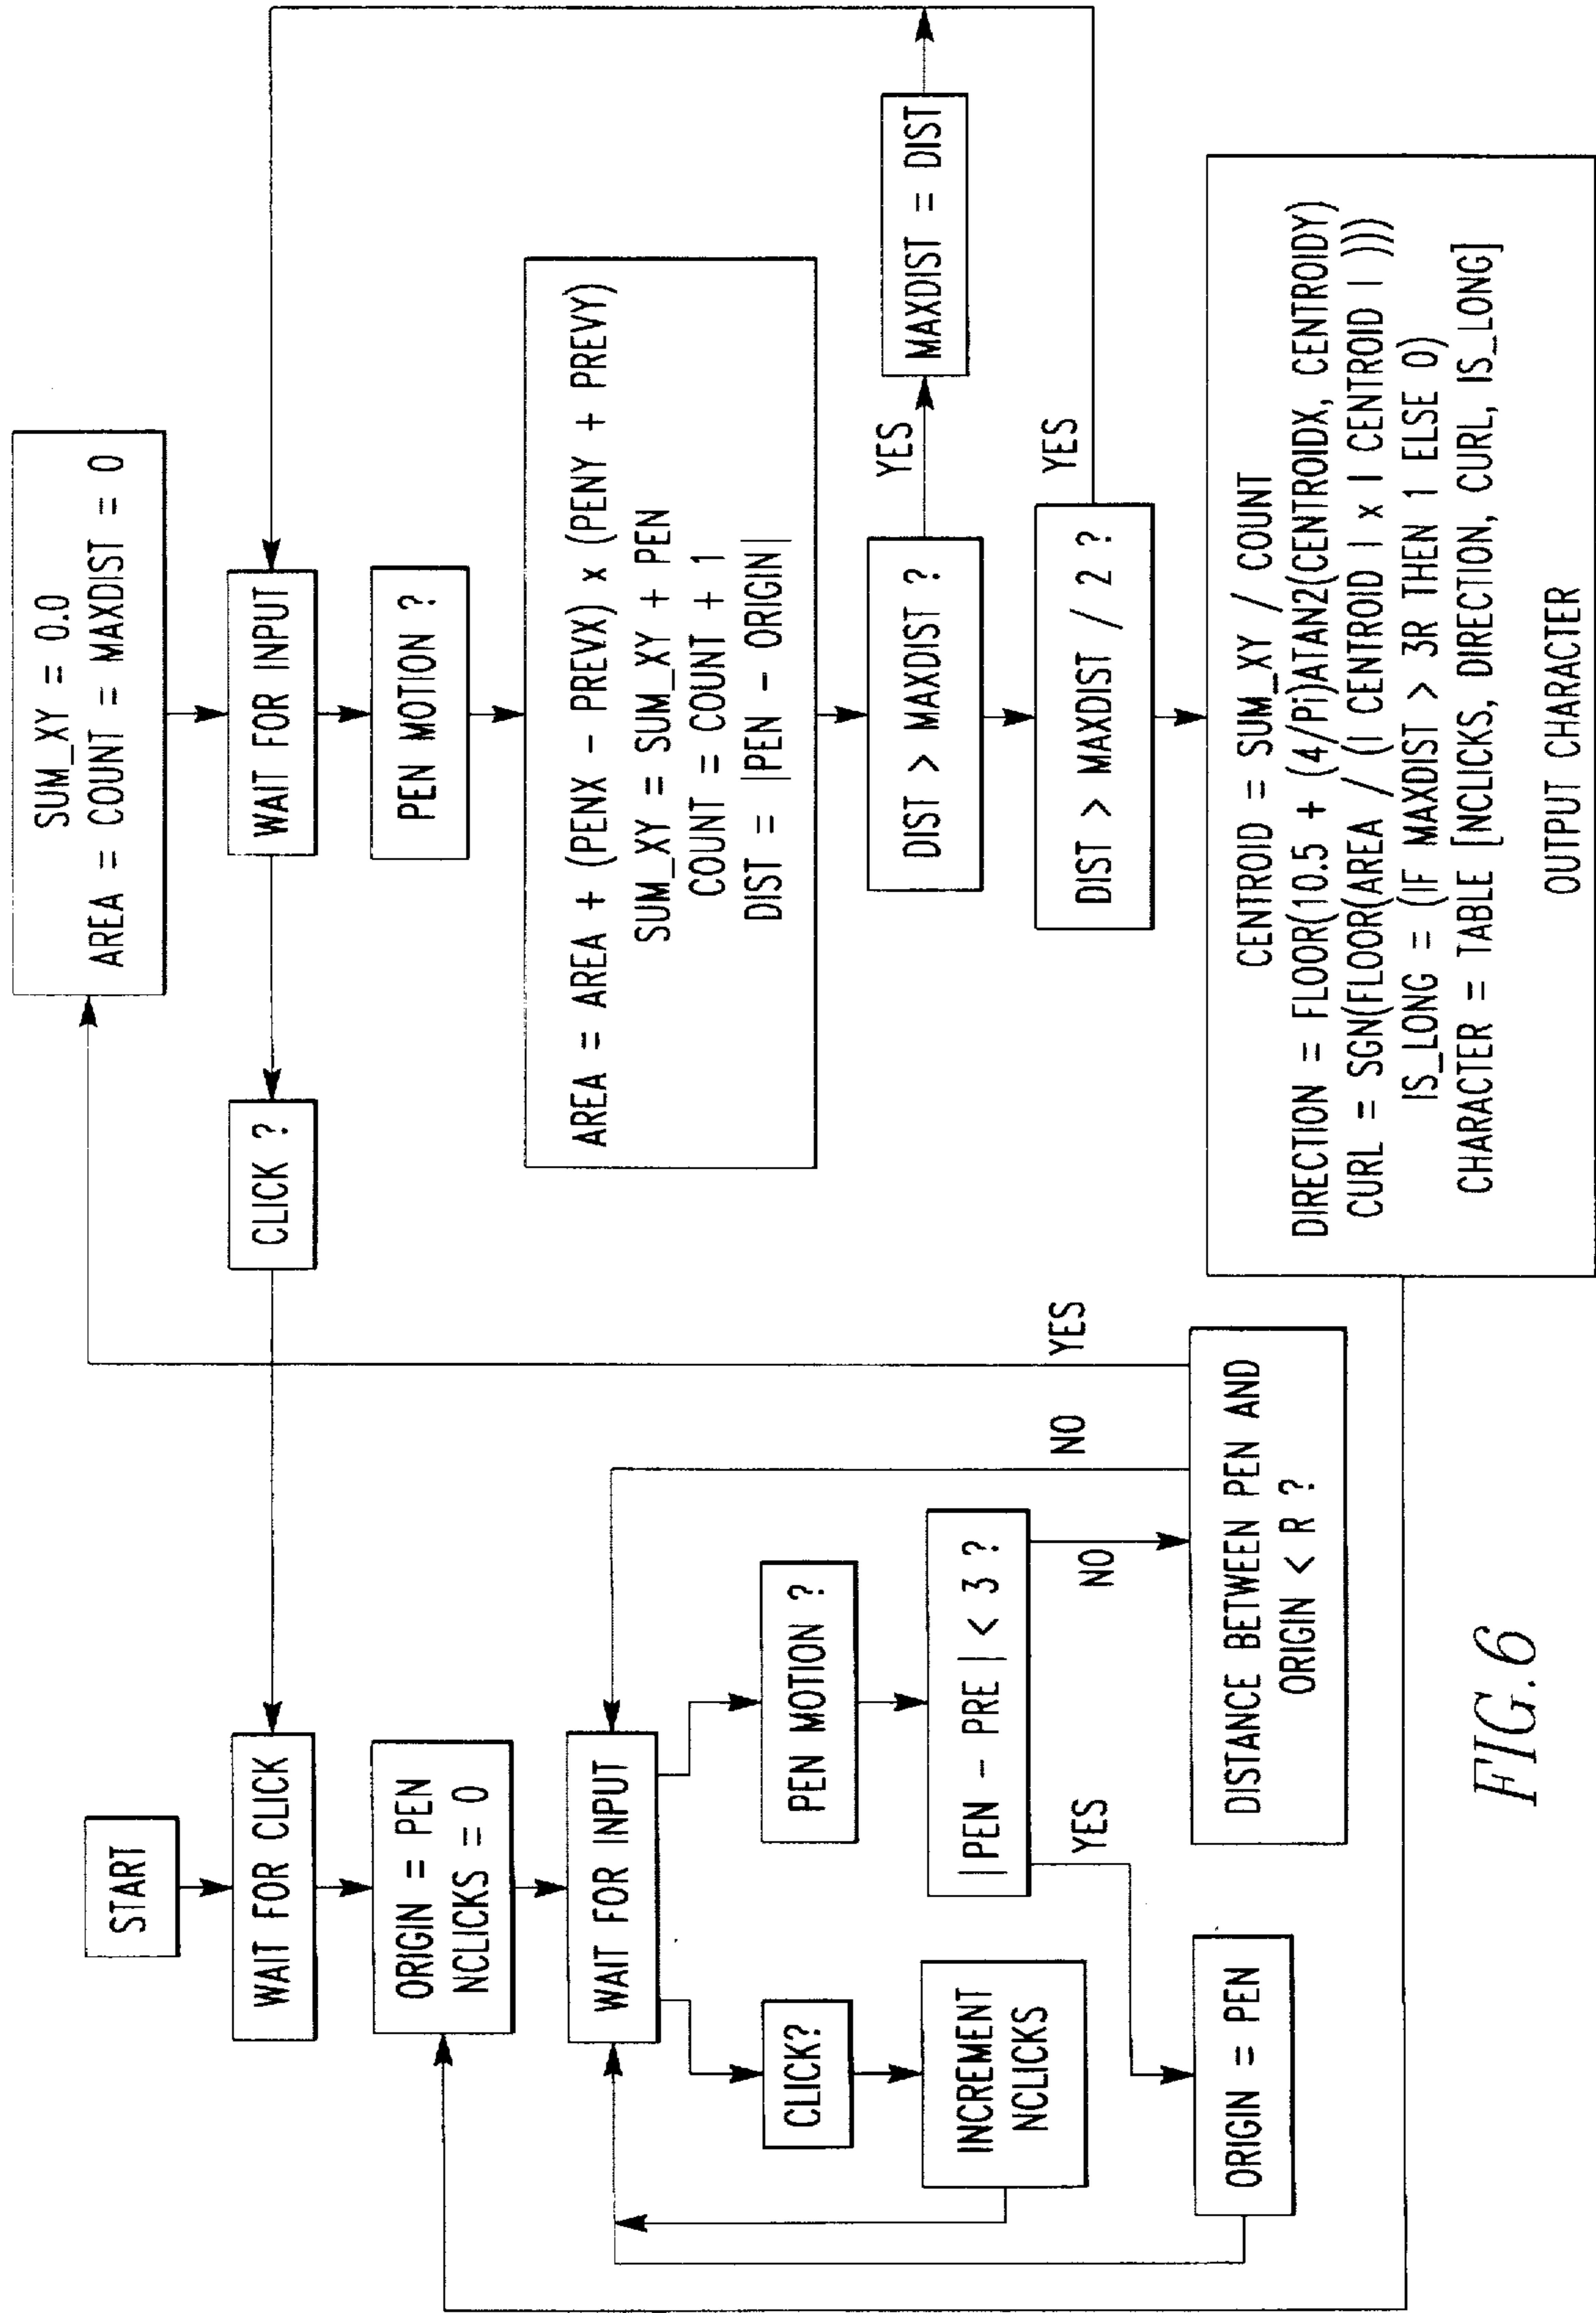 START
WAIT FOR CLICK
ORIGIN = PEN
NCLICKS = 0
WAIT FOR INPUT
CLICK?
INCREMENT
NCLICKS
PEN MOTION ?
|PEN - PRE| < 3 ?
YES
NO
ORIGIN = PEN
DISTANCE BETWEEN PEN AND
ORIGIN < R ?
NO
YES
SUM_XY = 0.0
AREA = COUNT = MAXDIST = 0
WAIT FOR INPUT
CLICK ?
PEN MOTION ?
AREA = AREA + (PENX - PREVX) x (PENY + PREVY)
SUM_XY = SUM_XY + PEN
COUNT = COUNT + 1
DIST = |PEN - ORIGIN|
DIST > MAXDIST ?
YES
MAXDIST = DIST
DIST > MAXDIST / 2 ?
YES
CENTROID = SUM_XY / COUNT
DIRECTION = FLOOR(10.5 + (4/Pi)ATAN2(CENTROIDX, CENTROIDY)
CURL = SGN(FLOOR(AREA / (| CENTROID | x | CENTROID | )))
IS_LONG = (IF MAXDIST > 3R THEN 1 ELSE 0)
CHARACTER = TABLE [NCLICKS, DIRECTION, CURL, IS_LONG]
OUTPUT CHARACTER
FIG. 6